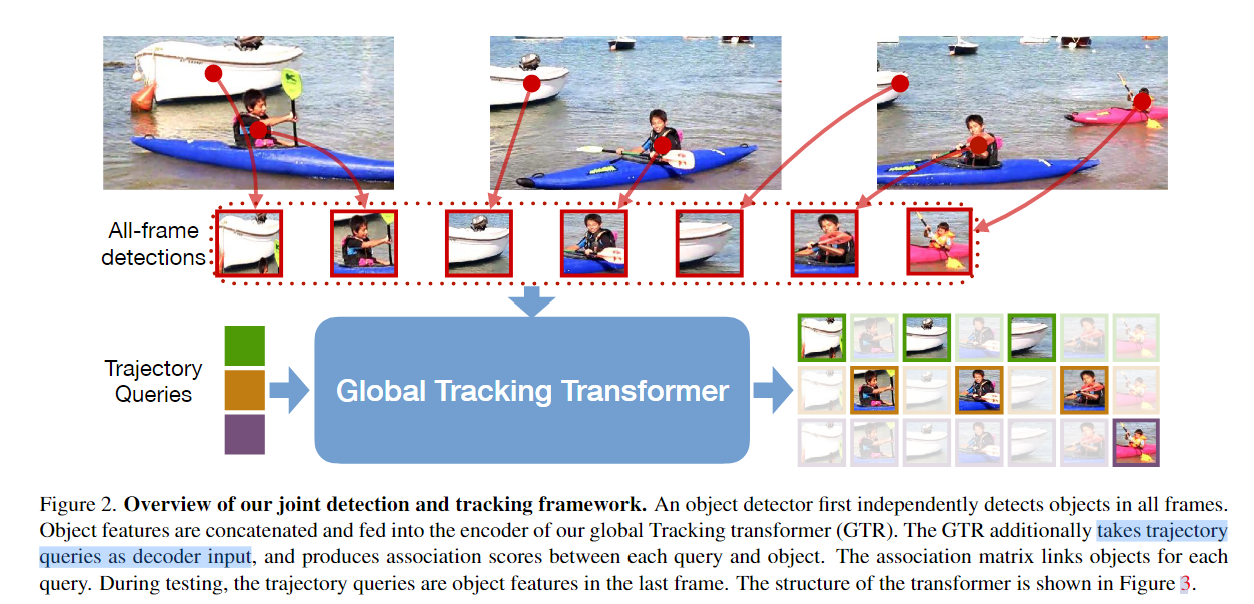 All-frame
detections
Trajectory
Queries
Global Tracking Transformer
Figure 2. Overview of our joint detection and tracking framework. An object detector first independently detects objects in all frames.
Object features are concatenated and fed into the encoder of our global Tracking transformer (GTR). The GTR additionally takes trajectory
queries as decoder input, and produces association scores between each query and object. The association matrix links objects for each
query. During testing, the trajectory queries are object features in the last frame. The structure of the transformer is shown in Figure 3.